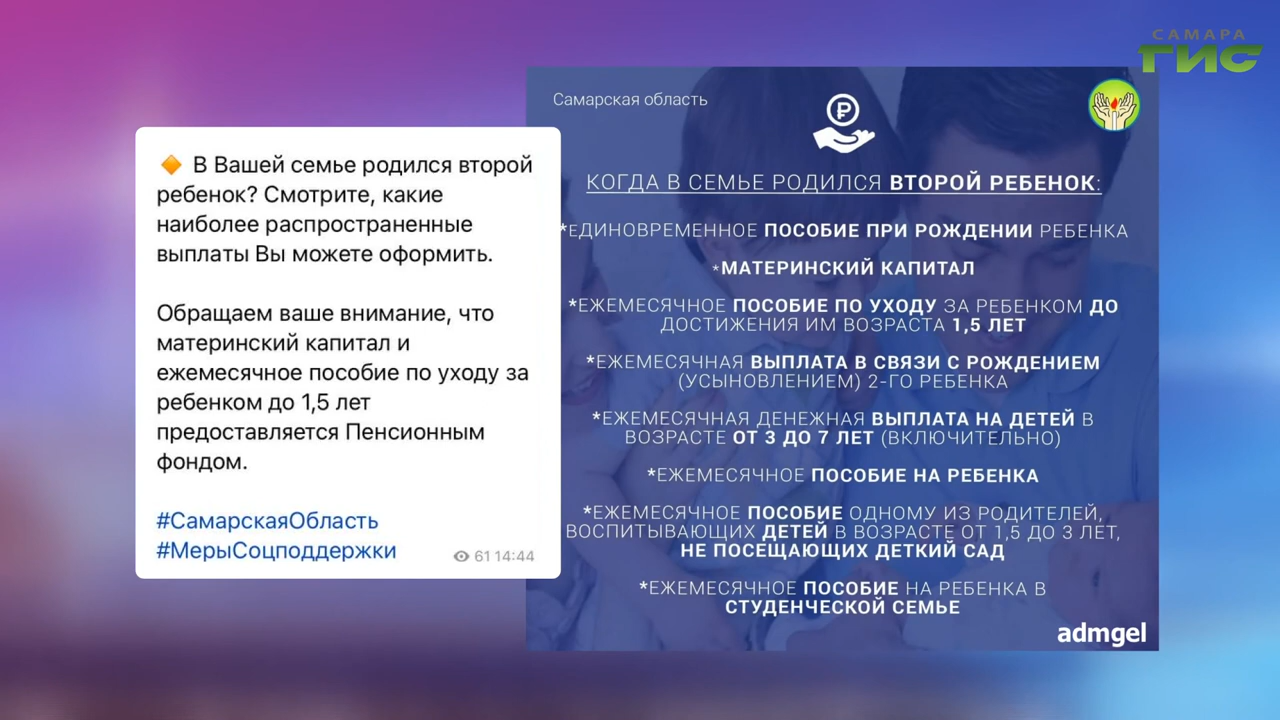 САМАРА
ГИС
🔶 В Вашей семье родился второй
ребенок? Смотрите, какие
наиболее распространенные
выплаты Вы можете оформить.
Обращаем ваше внимание, что
материнский капитал и
ежемесячное пособие по уходу за
ребенком до 1,5 лет
предоставляется Пенсионным
фондом.
#СамарскаяОбласть
#МерыСоцподдержки
61 14:44
Самарская область
КОГДА В СЕМЬЕ РОДИЛСЯ ВТОРОЙ РЕБЕНОК:
*ЕДИНОВРЕМЕННОЕ ПОСОБИЕ ПРИ РОЖДЕНИИ РЕБЕНКА
*МАТЕРИНСКИЙ КАПИТАЛ
*ЕЖЕМЕСЯЧНОЕ ПОСОБИЕ ПО УХОДУ ЗА РЕБЕНКОМ ДО
ДОСТИЖЕНИЯ ИМ ВОЗРАСТА 1,5 ЛЕТ
*ЕЖЕМЕСЯЧНАЯ ВЫПЛАТА В СВЯЗИ С РОЖДЕНИЕМ
(УСЫНОВЛЕНИЕМ) 2-ГО РЕБЕНКА
*ЕЖЕМЕСЯЧНАЯ ДЕНЕЖНАЯ ВЫПЛАТА НА ДЕТЕЙ В
ВОЗРАСТЕ ОТ 3 ДО 7 ЛЕТ (ВКЛЮЧИТЕЛЬНО)
*ЕЖЕМЕСЯЧНОЕ ПОСОБИЕ НА РЕБЕНКА
*ЕЖЕМЕСЯЧНОЕ ПОСОБИЕ ОДНОМУ ИЗ РОДИТЕЛЕЙ,
ВОСПИТЫВАЮЩИХ ДЕТЕЙ В ВОЗРАСТЕ ОТ 1,5 ДО 3 ЛЕТ,
НЕ ПОСЕЩАЮЩИХ ДЕТКИЙ САД
*ЕЖЕМЕСЯЧНОЕ ПОСОБИЕ НА РЕБЕНКА В
СТУДЕНЧЕСКОЙ СЕМЬЕ
admgel